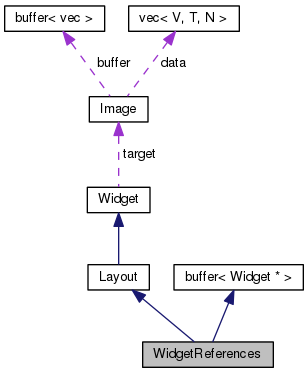 buffer< vec >
vec< V, T, N >
buffer
data
Image
target
Widget
Layout
buffer< Widget * >
WidgetReferences